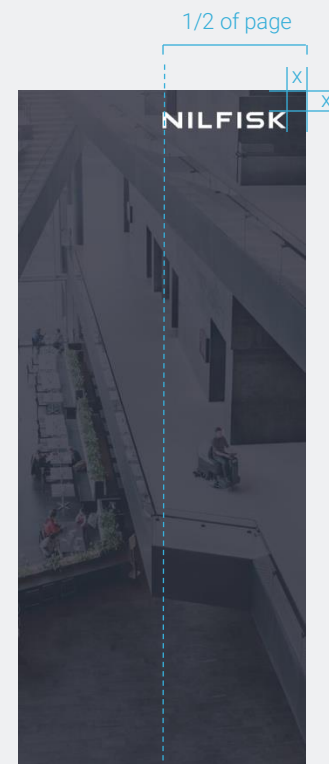 1/2 of page
x
x
NILFISK